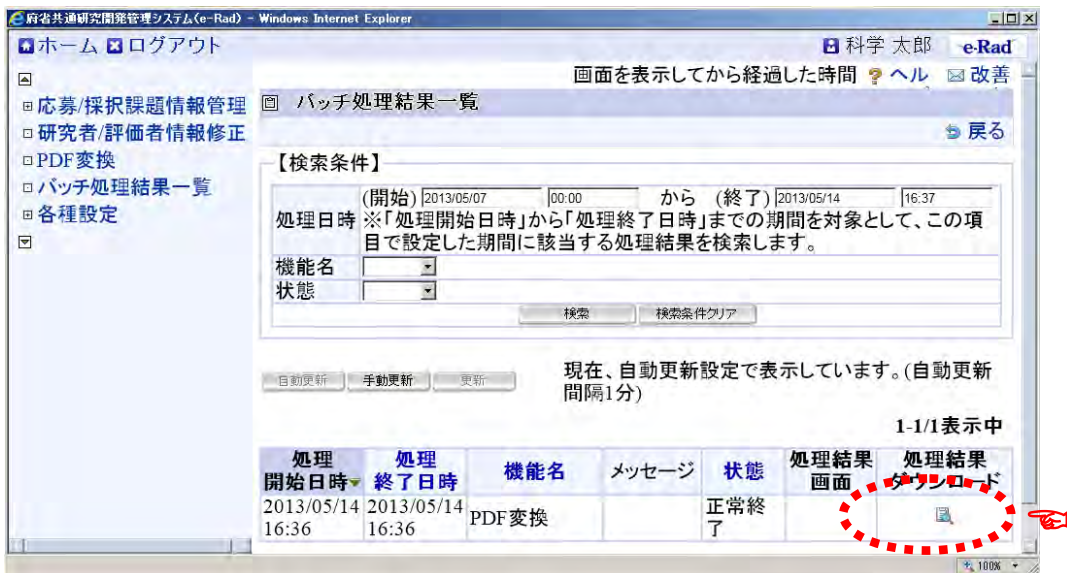 府省共通研究開発管理システム(e-Rad) - Windows Internet Explorer
ホーム ログアウト
科学 太郎 e-Rad
画面を表示してから経過した時間 ? ヘル 改善
応募/採択課題情報管理
研究者/評価者情報修正
PDF変換
バッチ処理結果一覧
各種設定
バッチ処理結果一覧
戻る
【検索条件】
処理日時
(開始) 2013/05/07 00:00 から (終了) 2013/05/14 16:37
※「処理開始日時」から「処理終了日時」までの期間を対象として、この項
目で設定した期間に該当する処理結果を検索します。
機能名
状態
検索 検索条件クリア
自動更新 手動更新 更新
現在、自動更新設定で表示しています。(自動更新
間隔1分)
1-1/1表示中
処理
開始日時
処理
終了日時
機能名
メッセージ
状態
処理結果
画面
処理結果
ダウンロード
2013/05/14
16:36
2013/05/14
16:36
PDF変換
正常終
了
100%